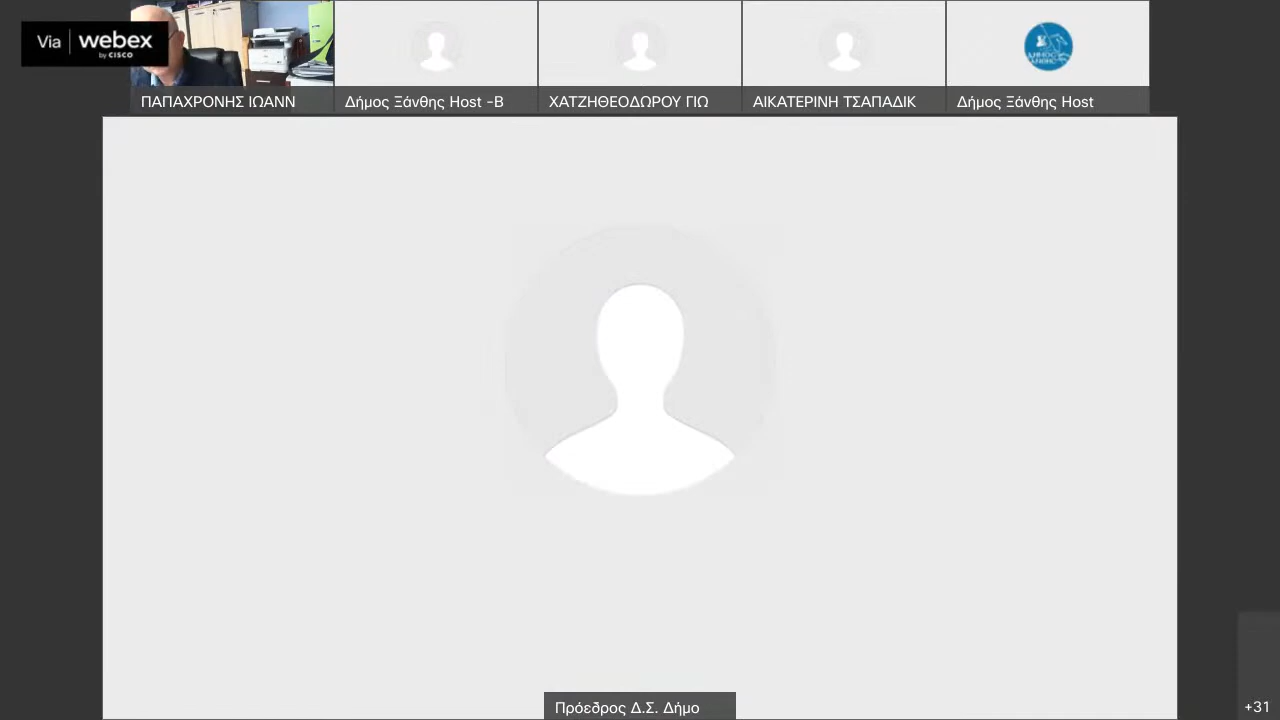 Via webex
by CISCO
ΠΑΠΑΧΡΟΝΗΣ ΙΩΑΝΝ
Δήμος Ξάνθης Host -Β
ΧΑΤΖΗΘΕΟΔΩΡΟΥ ΓΙΩ
ΑΙΚΑΤΕΡΙΝΗ ΤΣΑΠΑΔΙΚ
Δήμος Ξάνθης Host
Πρόεδρος Δ.Σ. Δήμο
+31